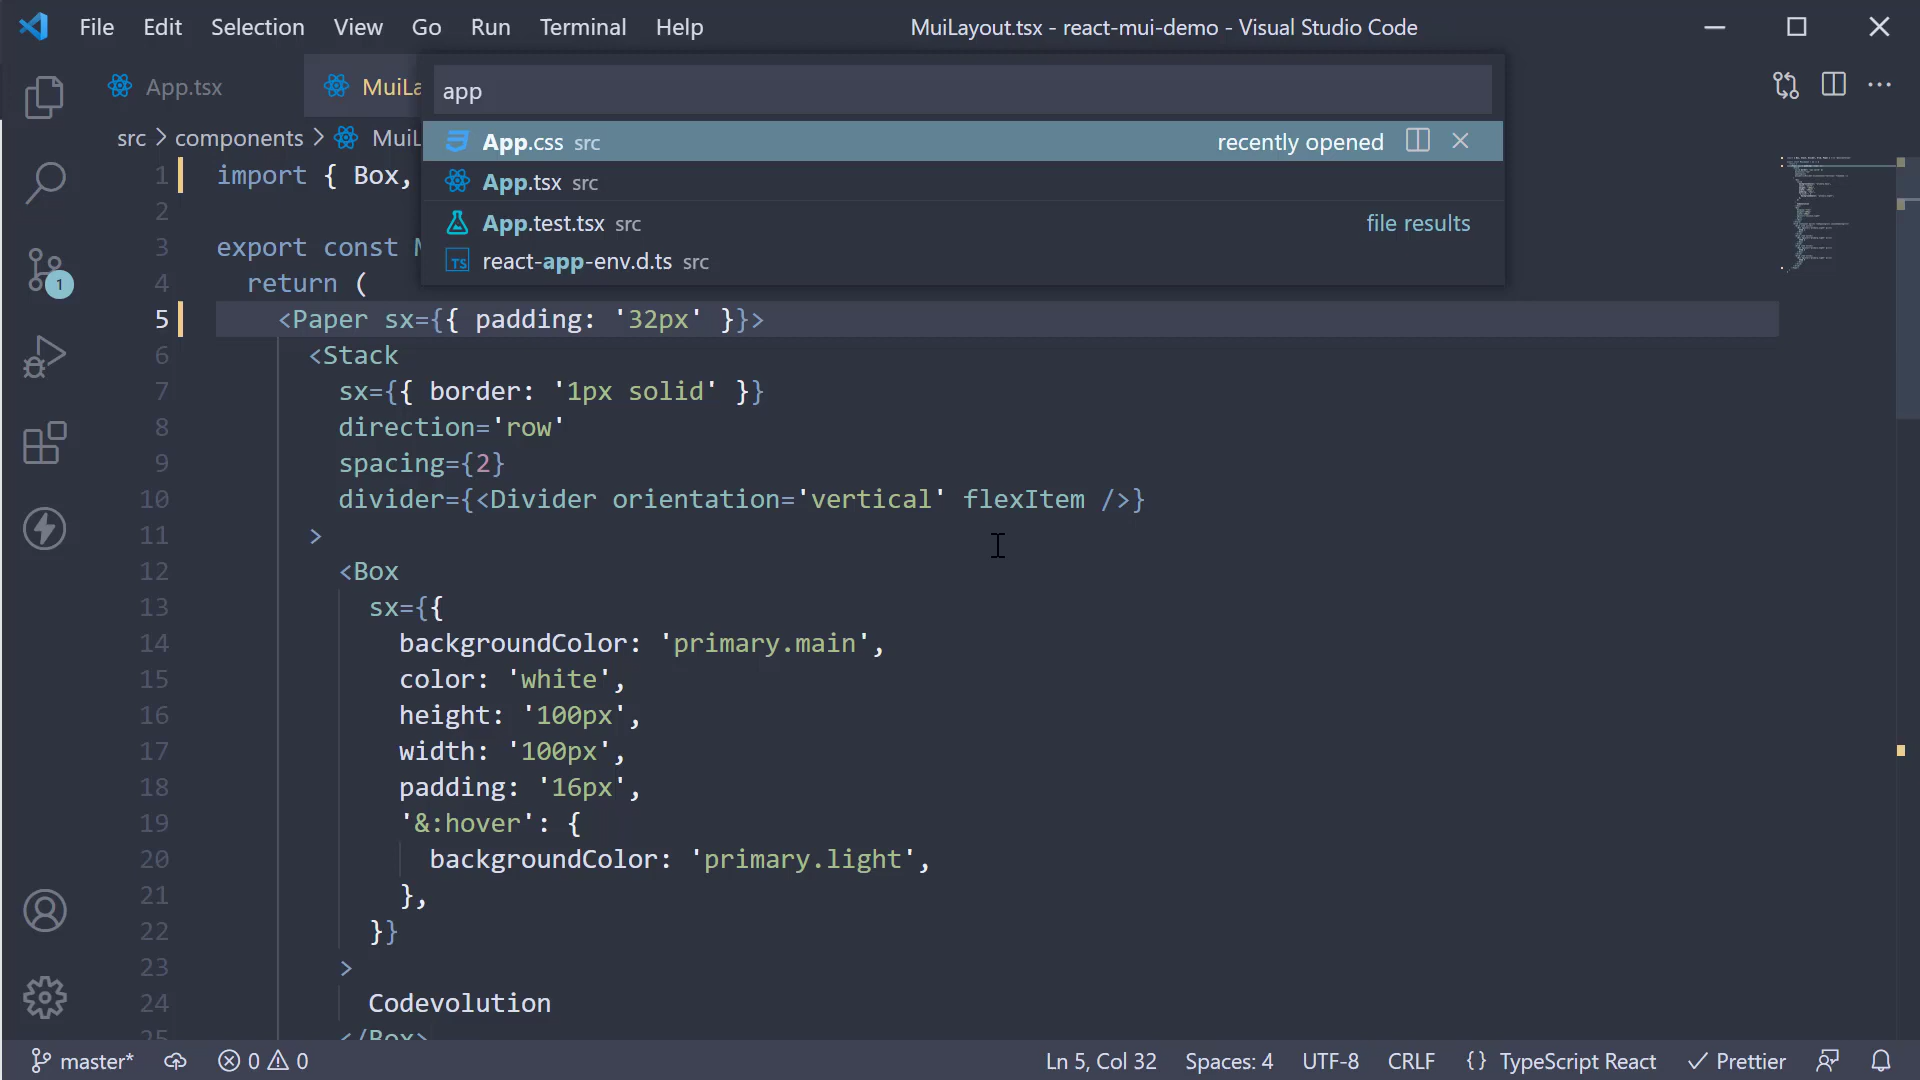 File Edit Selection View Go Run Terminal Help
MuiLayout.tsx - react-mui-demo - Visual Studio Code
App.tsx
MuiLa
app
App.css src recently opened
App.tsx src
App.test.tsx src file results
react-app-env.d.ts src
src > components > MuiL
1 import { Box,
2
3 export const M
4 return (
5 <Paper sx={{ padding: '32px' }}>
6 <Stack
7 sx={{ border: '1px solid' }}
8 direction='row'
9 spacing={2}
10 divider={<Divider orientation='vertical' flexItem />}
11 >
12 <Box
13 sx={{
14 backgroundColor: 'primary.main',
15 color: 'white',
16 height: '100px',
17 width: '100px',
18 padding: '16px',
19 '&:hover': {
20 backgroundColor: 'primary.light',
21 },
22 }}
23 >
24 Codevolution
25 </Box>
1
master* 0 0 Ln 5, Col 32 Spaces: 4 UTF-8 CRLF {} TypeScript React Prettier